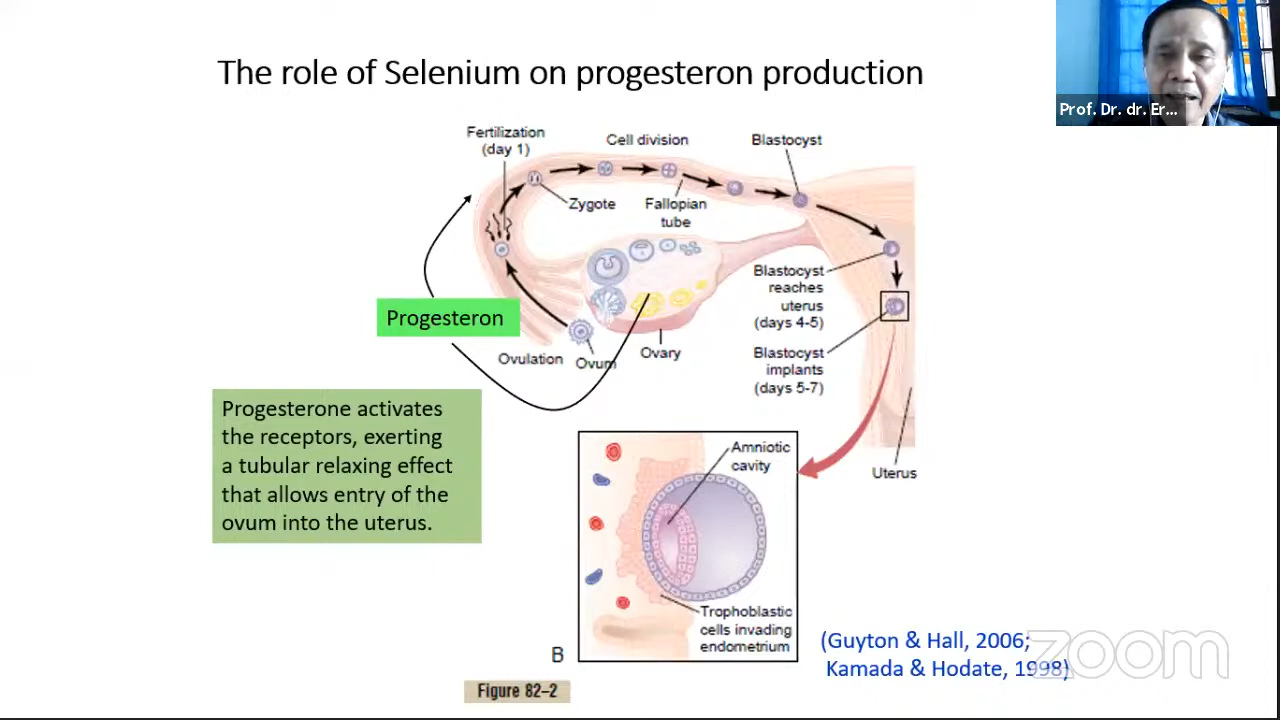 The role of Selenium on progesteron production
Prof. Dr. dr. Er...
Fertilization
(day 1)
Cell division
Blastocyst
Zygote
Fallopian
tube
Progesteron
Blastocyst
reaches
uterus
(days 4-5)
Ovulation
Ovum
Ovary
Blastocyst
implants
(days 5-7)
Progesterone activates
the receptors, exerting
a tubular relaxing effect
that allows entry of the
ovum into the uterus.
Amniotic
cavity
Uterus
Trophoblastic
cells invading
endometrium
B
(Guyton & Hall, 2006;
Kamada & Hodate, 1998)
zoom
Figure 82–2